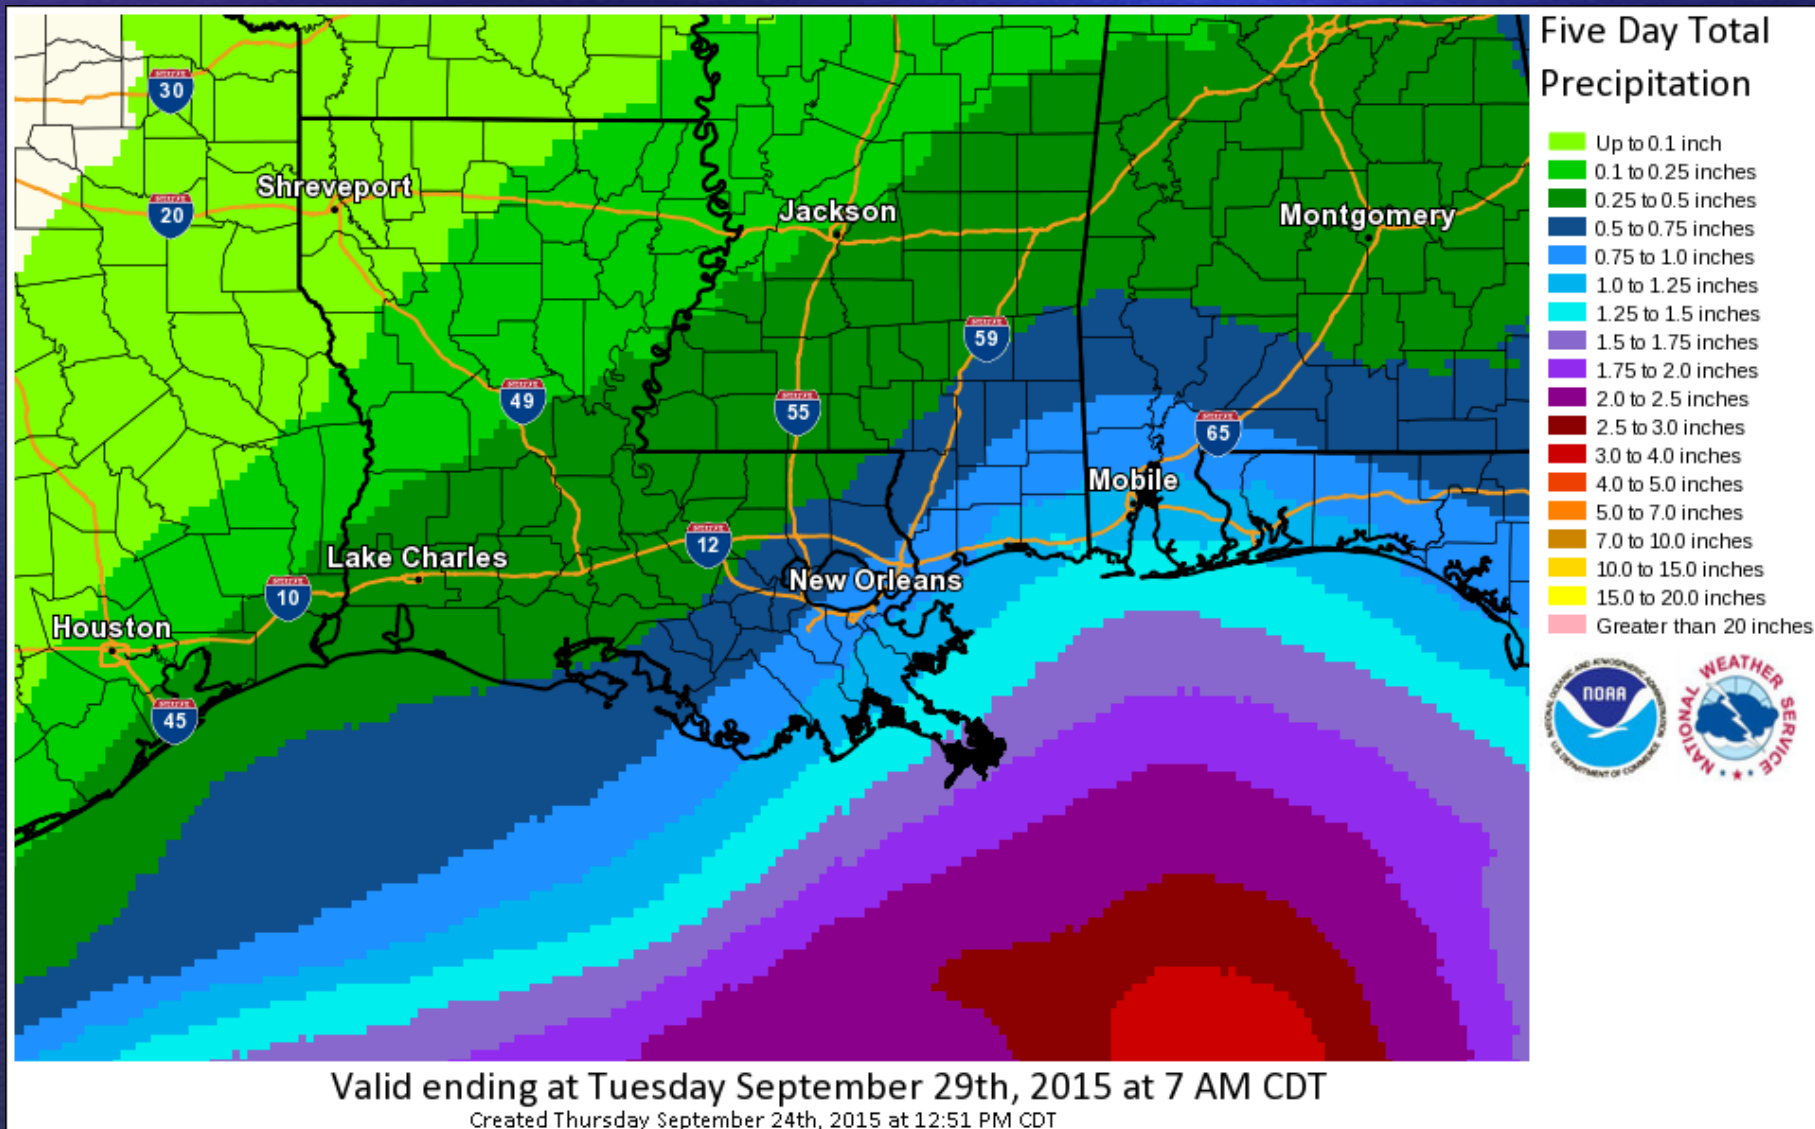 Five Day Total
Precipitation
Up to 0.1 inch
0.1 to 0.25 inches
0.25 to 0.5 inches
0.5 to 0.75 inches
0.75 to 1.0 inches
1.0 to 1.25 inches
1.25 to 1.5 inches
1.5 to 1.75 inches
1.75 to 2.0 inches
2.0 to 2.5 inches
2.5 to 3.0 inches
3.0 to 4.0 inches
4.0 to 5.0 inches
5.0 to 7.0 inches
7.0 to 10.0 inches
10.0 to 15.0 inches
15.0 to 20.0 inches
Greater than 20 inches
NATIONAL OCEANIC AND ATMOSPHERIC ADMINISTRATION
NOAA
U.S. DEPARTMENT OF COMMERCE
NATIONAL WEATHER SERVICE
30
Shreveport
20
Jackson
Montgomery
59
49
55
65
Mobile
12
Lake Charles
New Orleans
10
Houston
45
Valid ending at Tuesday September 29th, 2015 at 7 AM CDT
Created Thursday September 24th, 2015 at 12:51 PM CDT